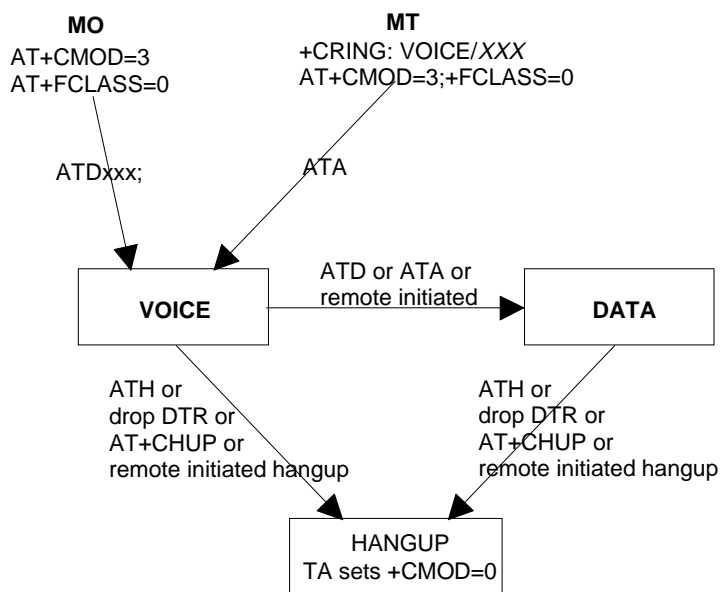 MO
AT+CMOD=3
AT+FCLASS=0
MT
+CRING: VOICE/XXX
AT+CMOD=3;+FCLASS=0
ATDxxx;
ATA
VOICE
ATD or ATA or
remote initiated
DATA
ATH or
drop DTR or
AT+CHUP or
remote initiated hangup
ATH or
drop DTR or
AT+CHUP or
remote initiated hangup
HANGUP
TA sets +CMOD=0